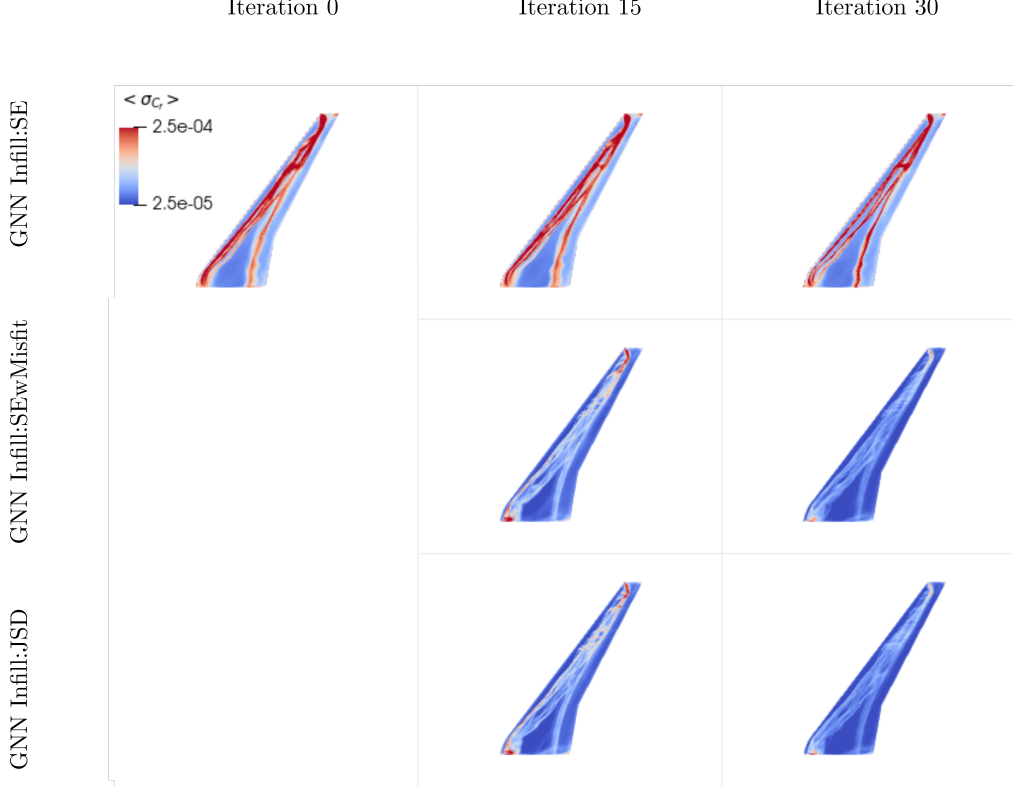 Iteration 0
Iteration 15
Iteration 30
GNN Infill:SE
< σ_{C_f} >
2.5e-04
2.5e-05
GNN Infill:SEwMisfit
GNN Infill:JSD